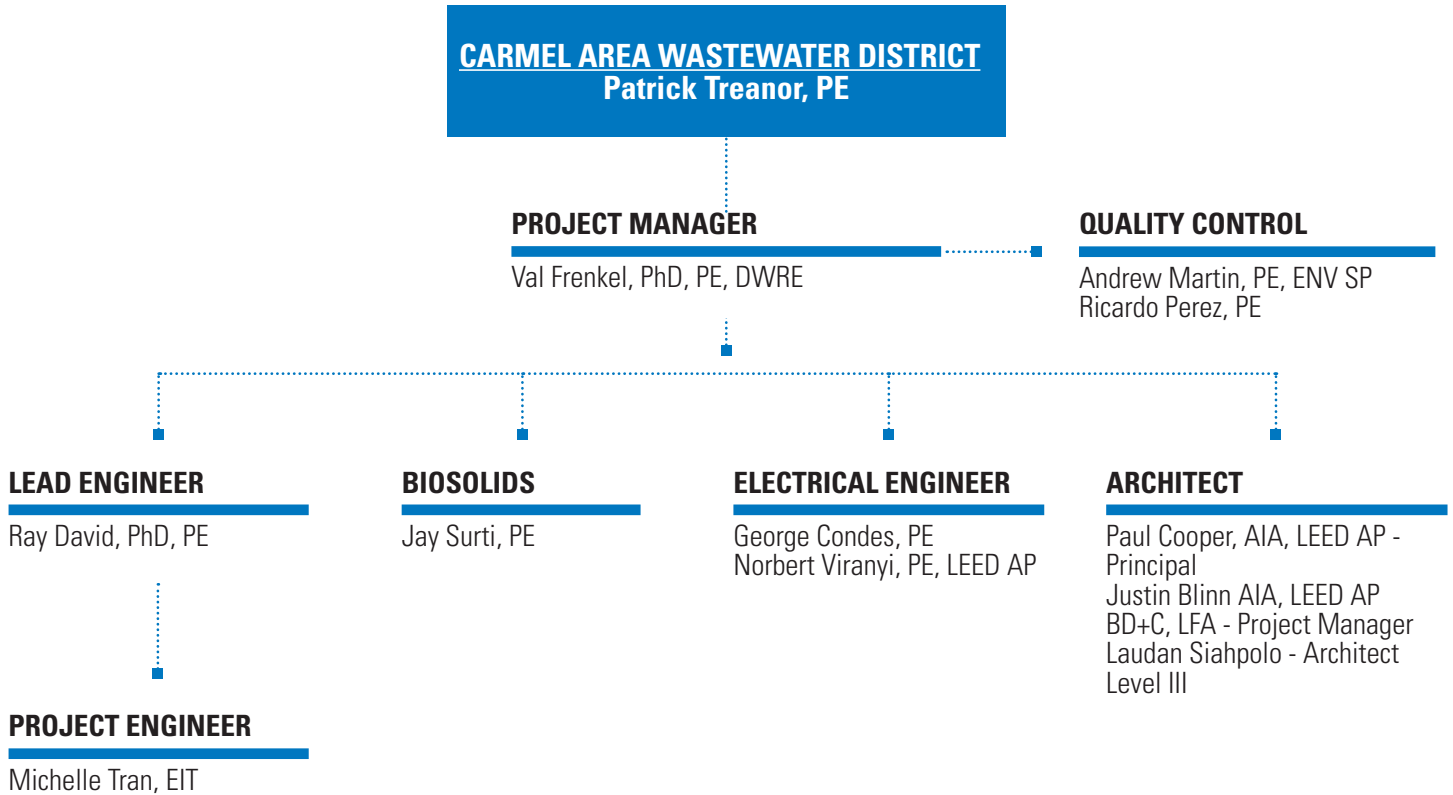 CARMEL AREA WASTEWATER DISTRICT
Patrick Treanor, PE
PROJECT MANAGER
Val Frenkel, PhD, PE, DWRE
QUALITY CONTROL
Andrew Martin, PE, ENV SP
Ricardo Perez, PE
LEAD ENGINEER
Ray David, PhD, PE
BIOSOLIDS
Jay Surti, PE
ELECTRICAL ENGINEER
George Condes, PE
Norbert Viranyi, PE, LEED AP
ARCHITECT
Paul Cooper, AIA, LEED AP -
Principal
Justin Blinn AIA, LEED AP
BD+C, LFA - Project Manager
Laudan Siahpolo - Architect
Level III
PROJECT ENGINEER
Michelle Tran, EIT